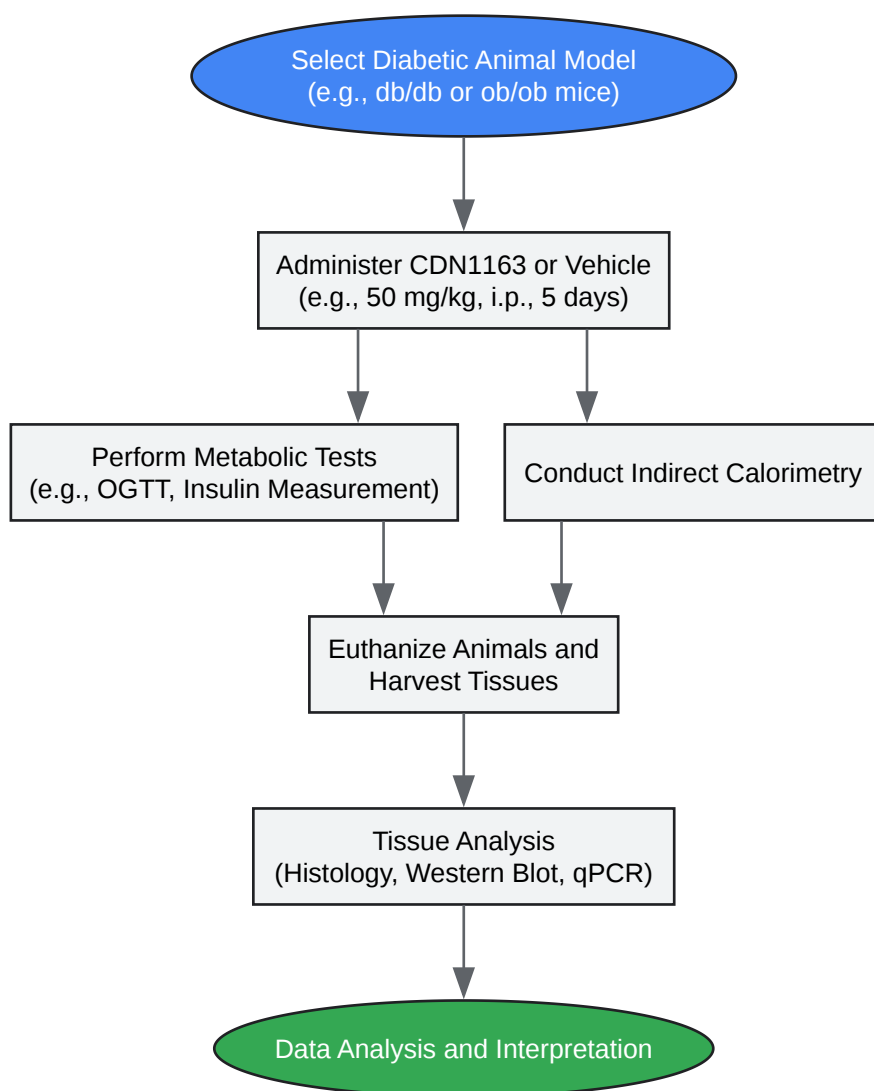 Select Diabetic Animal Model
(e.g., db/db or ob/ob mice)
Administer CDN1163 or Vehicle
(e.g., 50 mg/kg, i.p., 5 days)
Perform Metabolic Tests
(e.g., OGTT, Insulin Measurement)
Conduct Indirect Calorimetry
Euthanize Animals and
Harvest Tissues
Tissue Analysis
(Histology, Western Blot, qPCR)
Data Analysis and Interpretation